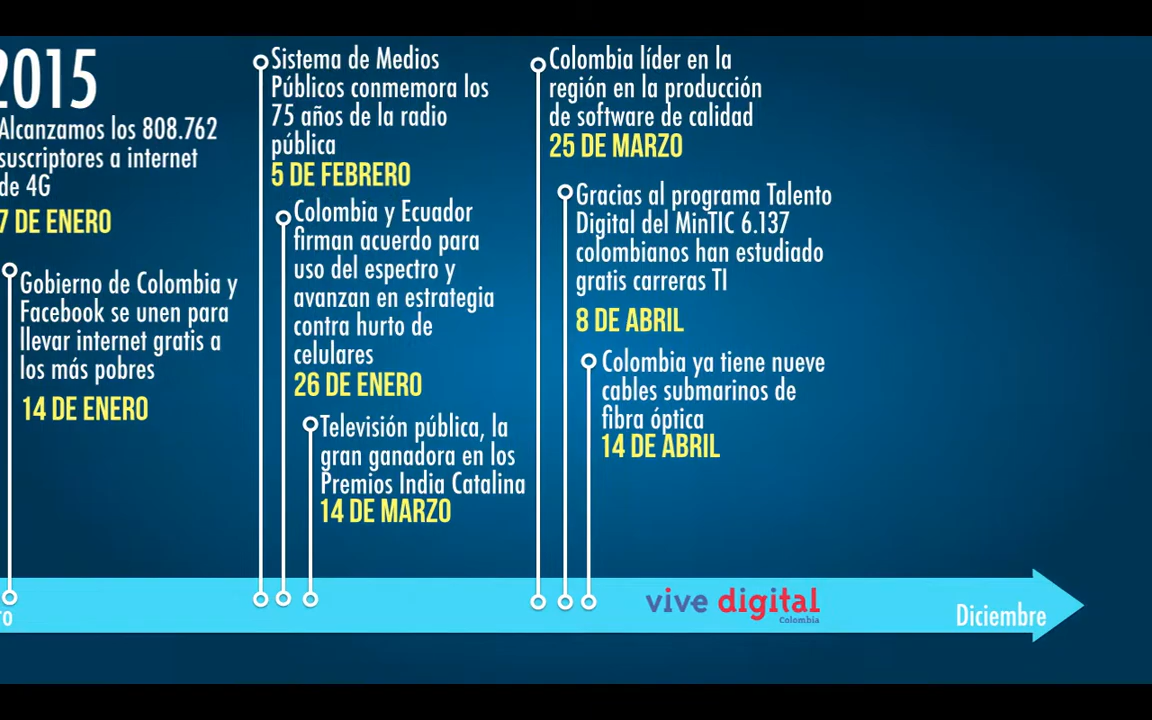 2015
Alcanzamos los 808.762
suscriptores a internet
de 4G
7 DE ENERO
Gobierno de Colombia y
Facebook se unen para
llevar internet gratis a
los más pobres
14 DE ENERO
Sistema de Medios
Públicos conmemora los
75 años de la radio
pública
5 DE FEBRERO
Colombia y Ecuador
firman acuerdo para
uso del espectro y
avanzan en estrategia
contra hurto de
celulares
26 DE ENERO
Televisión pública, la
gran ganadora en los
Premios India Catalina
14 DE MARZO
Colombia líder en la
región en la producción
de software de calidad
25 DE MARZO
Gracias al programa Talento
Digital del MinTIC 6.137
colombianos han estudiado
gratis carreras TI
8 DE ABRIL
Colombia ya tiene nueve
cables submarinos de
fibra óptica
14 DE ABRIL
ro
vive digital
Colombia
Diciembre